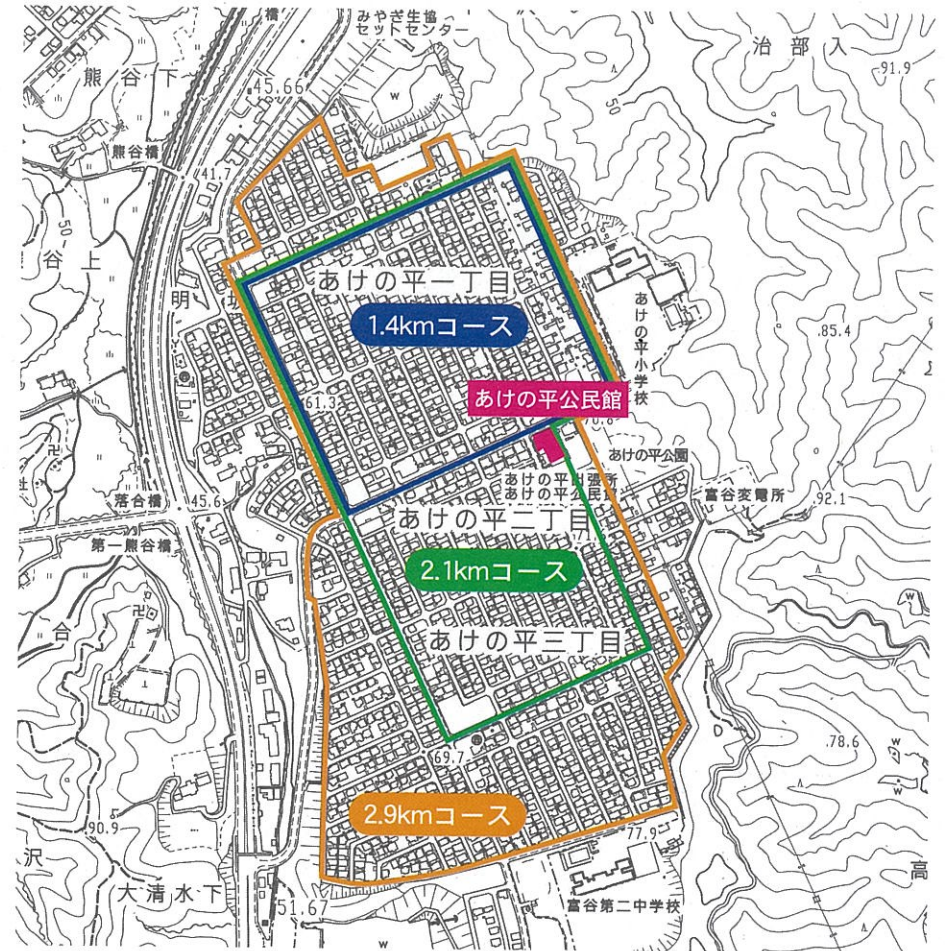 橋
みやぎ生協
セットセンター
治部入
熊谷下
91.9
45.66
50
熊谷橋
41.7
50
谷上
あけの平一丁目
明
1.4kmコース
あけの平小学校
85.4
61.3
あけの平公民館
あけの平公園
あけの平出張所
あけの平公民館
富谷変電所
92.1
落合橋
45.6
あけの平二丁目
第一熊谷橋
2.1kmコース
合
あけの平三丁目
69.7
78.6
2.9kmコース
90.9
77.9
沢
大清水下
高
51.67
富谷第二中学校